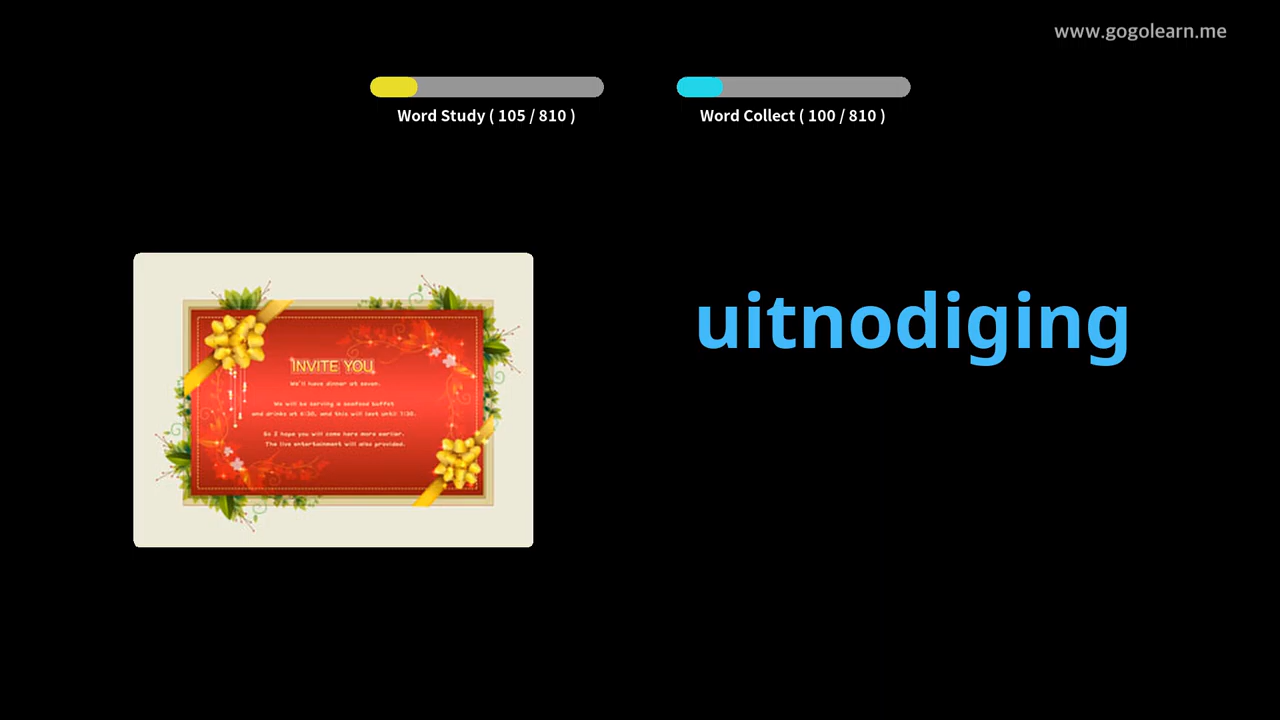 www.gogolearn.me
Word Study ( 105 / 810 )
Word Collect ( 100 / 810 )
uitnodiging
INVITE YOU
We'll have dinner at seven.
We will be serving a seafood buffet
and drinks at 6:30, and this will last until 7:30.
So I hope you will come here more earlier.
The live entertainment will also provided.